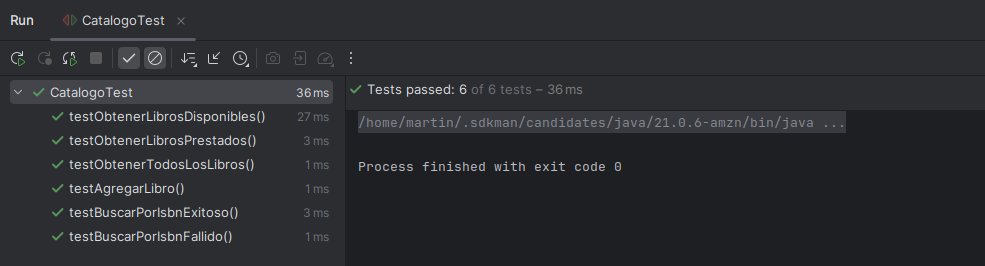 Run CatalogoTest
CatalogoTest 36 ms
testObtenerLibrosDisponibles() 27 ms
testObtenerLibrosPrestados() 3 ms
testObtenerTodosLosLibros() 1 ms
testAgregarLibro() 1 ms
testBuscarPorIsbnExitoso() 3 ms
testBuscarPorIsbnFallido() 1 ms
Tests passed: 6 of 6 tests – 36 ms
/home/martin/.sdkman/candidates/java/21.0.6-amzn/bin/java ...
Process finished with exit code 0